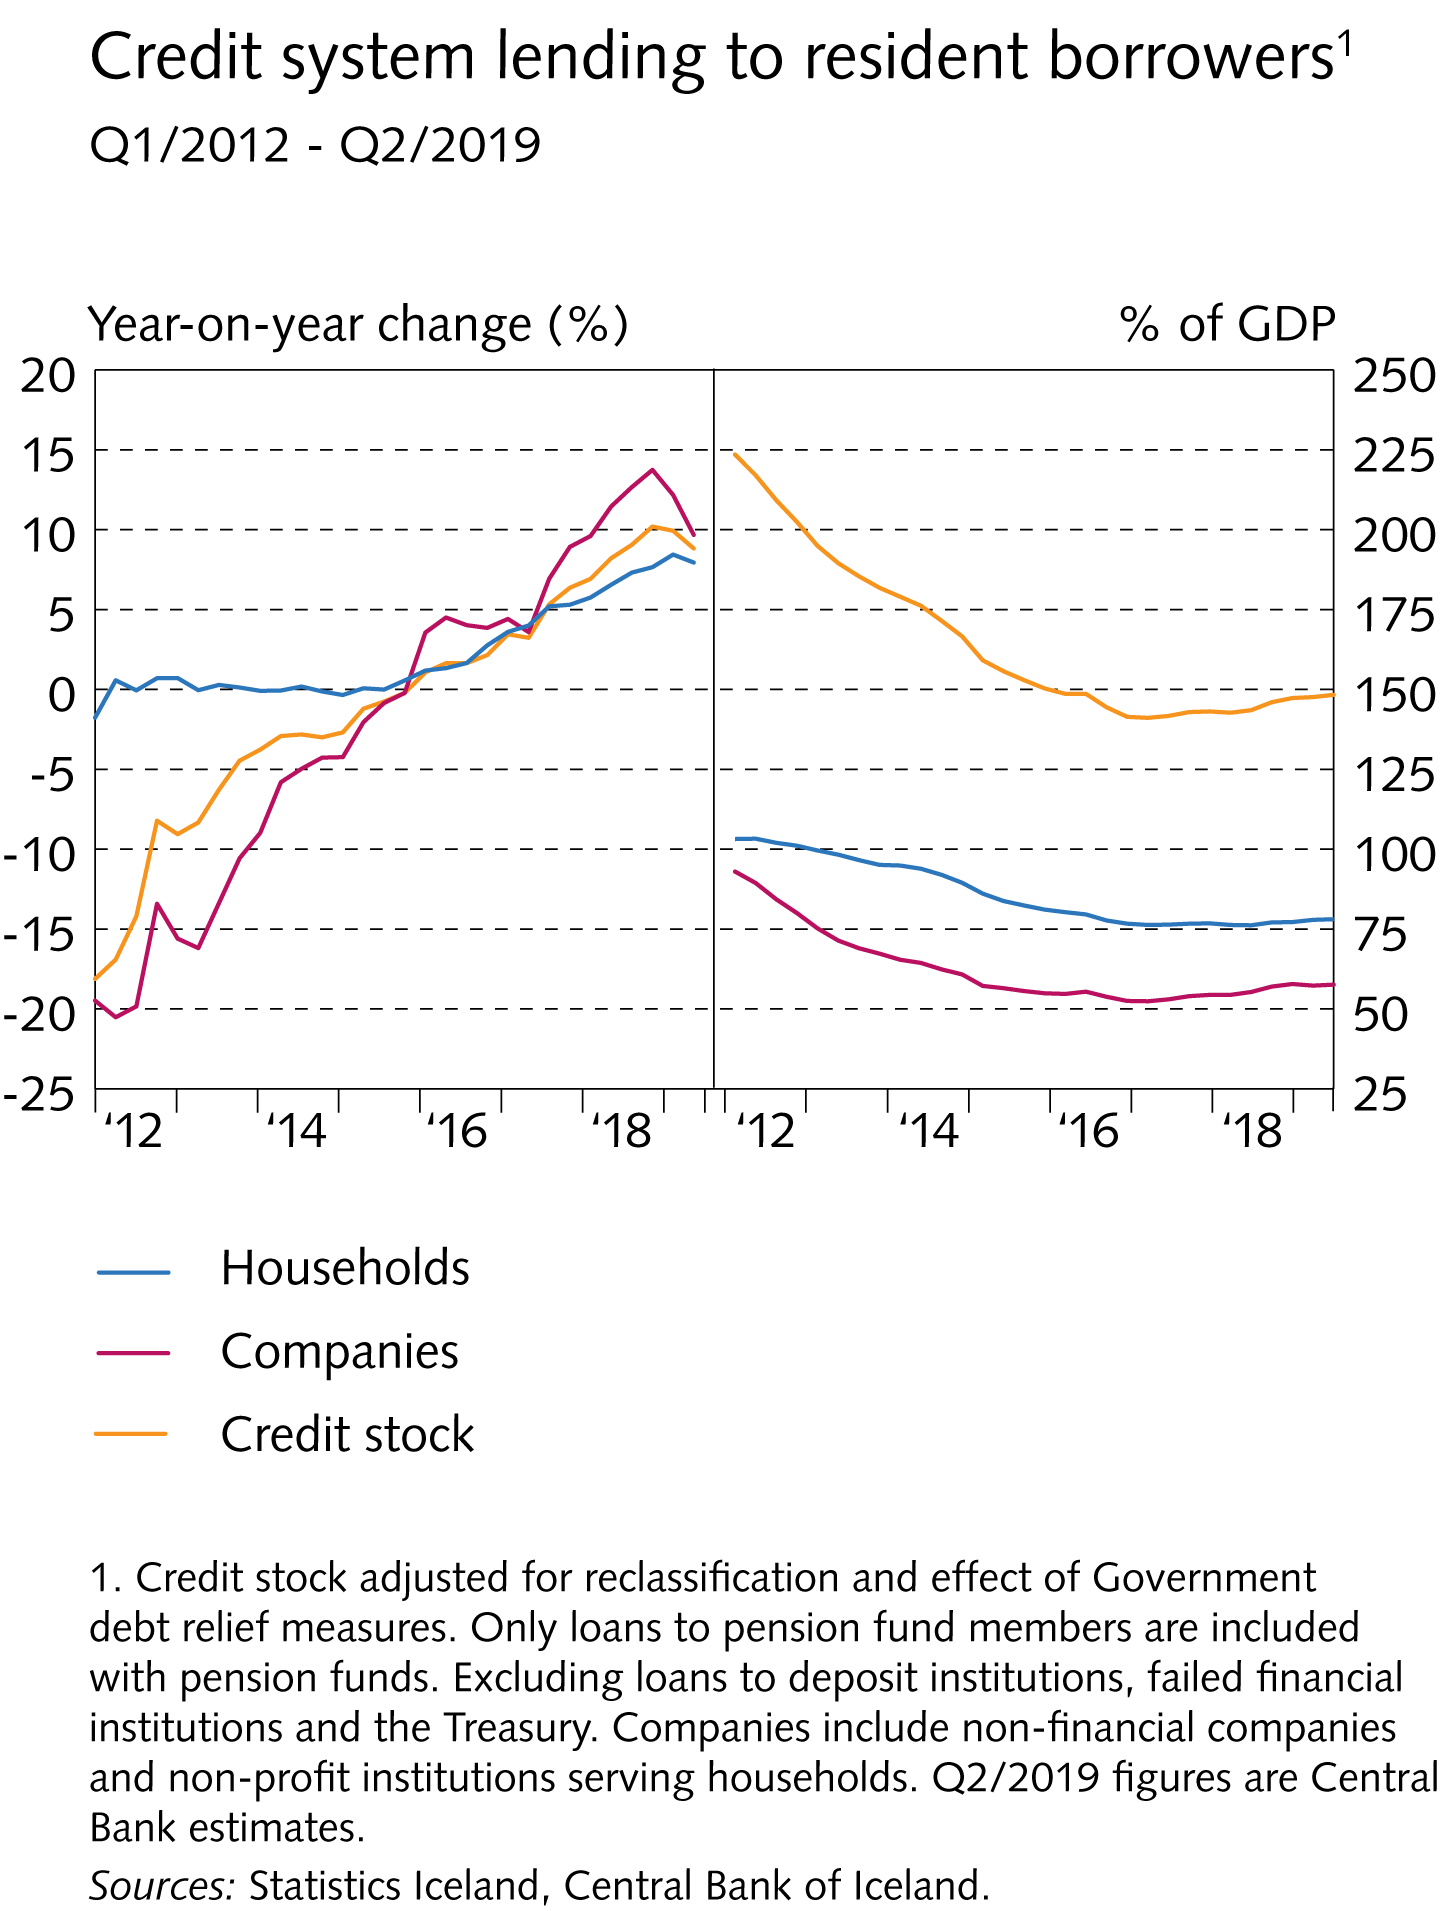 Credit system lending to resident borrowers¹
Q1/2012 - Q2/2019
Year-on-year change (%)
% of GDP
20
15
10
5
0
-5
-10
-15
-20
-25
250
225
200
175
150
125
100
75
50
25
‘12 ‘14 ‘16 ‘18 ‘12 ‘14 ‘16 ‘18
Households
Companies
Credit stock
1. Credit stock adjusted for reclassification and effect of Government
debt relief measures. Only loans to pension fund members are included
with pension funds. Excluding loans to deposit institutions, failed financial
institutions and the Treasury. Companies include non-financial companies
and non-profit institutions serving households. Q2/2019 figures are Central
Bank estimates.
Sources: Statistics Iceland, Central Bank of Iceland.